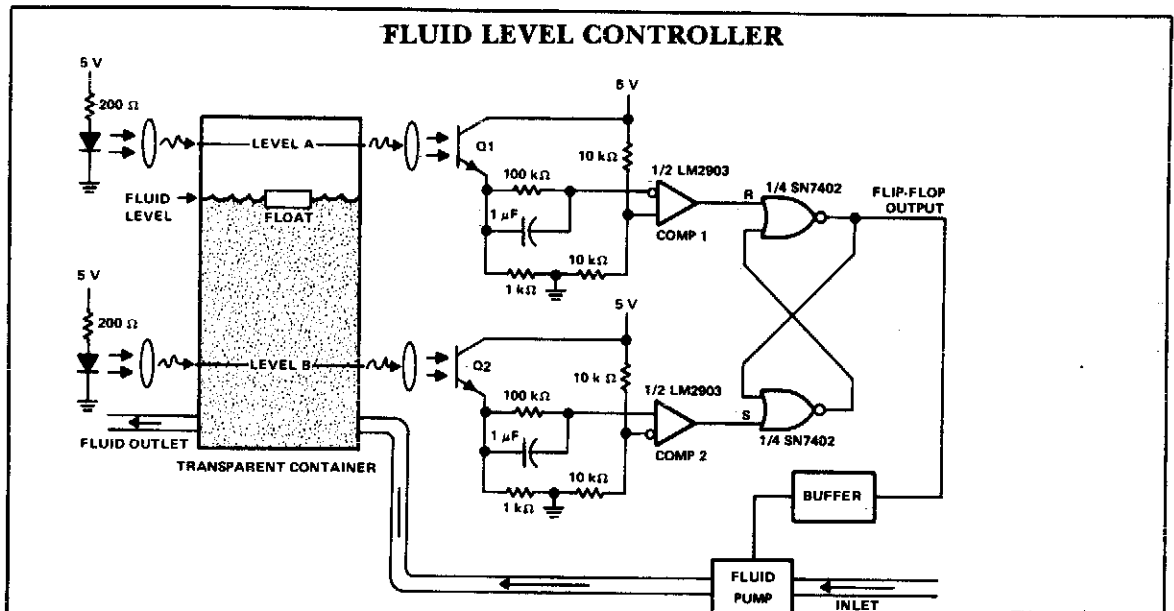 FLUID LEVEL CONTROLLER
5 V
200 Ω
LEVEL A
FLUID
LEVEL
FLOAT
5 V
200 Ω
LEVEL B
FLUID OUTLET
TRANSPARENT CONTAINER
5 V
Q1
10 kΩ
100 kΩ
1 µF
1/2 LM2903
COMP 1
10 kΩ
1 kΩ
R
1/4 SN7402
FLIP-FLOP
OUTPUT
5 V
Q2
10 kΩ
100 kΩ
1 µF
1/2 LM2903
COMP 2
10 kΩ
1 kΩ
S
1/4 SN7402
BUFFER
FLUID
PUMP
INLET